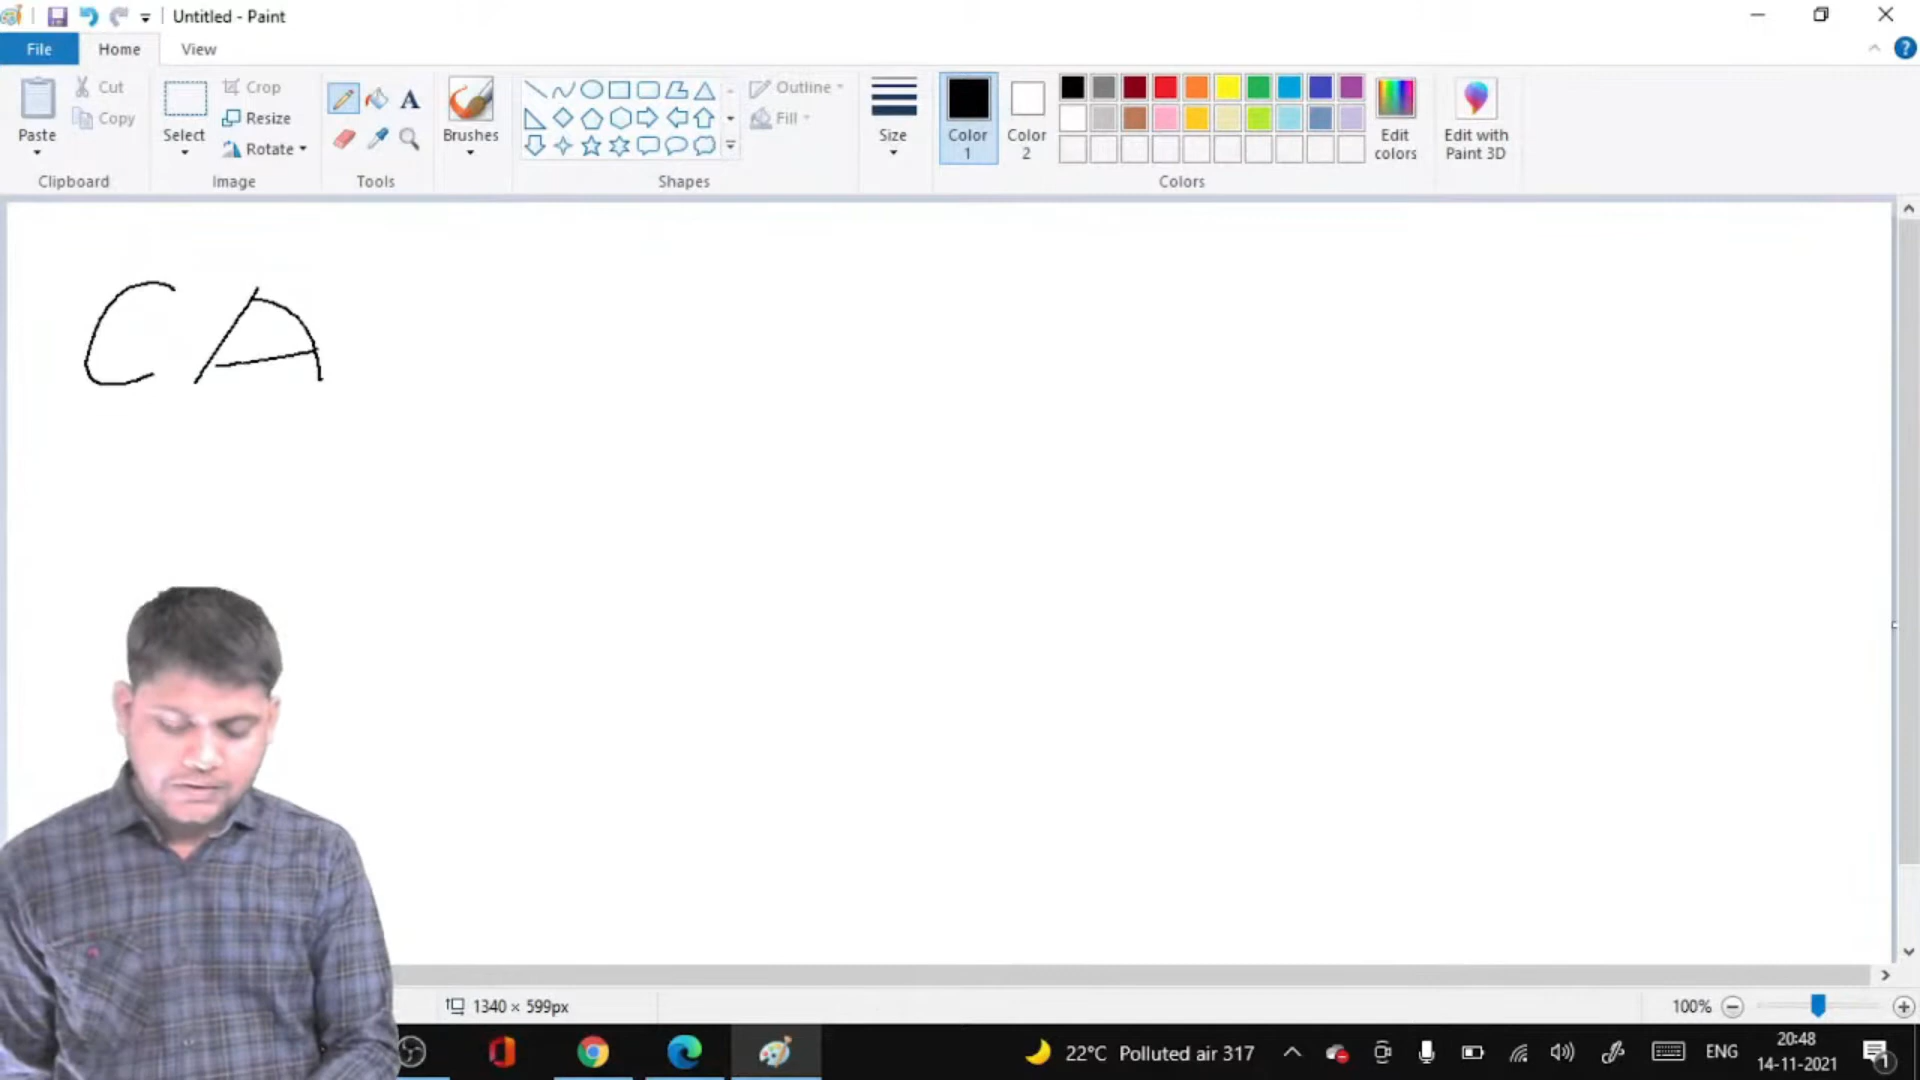 Untitled - Paint
File Home View
Paste Cut Copy Select Crop Resize Rotate A Brushes Outline Fill Size Color 1 Color 2 Edit colors Edit with Paint 3D
Clipboard Image Tools Shapes Colors
CA
1340 × 599px 100%
22°C Polluted air 317 ENG 20:48
14-11-2021 1